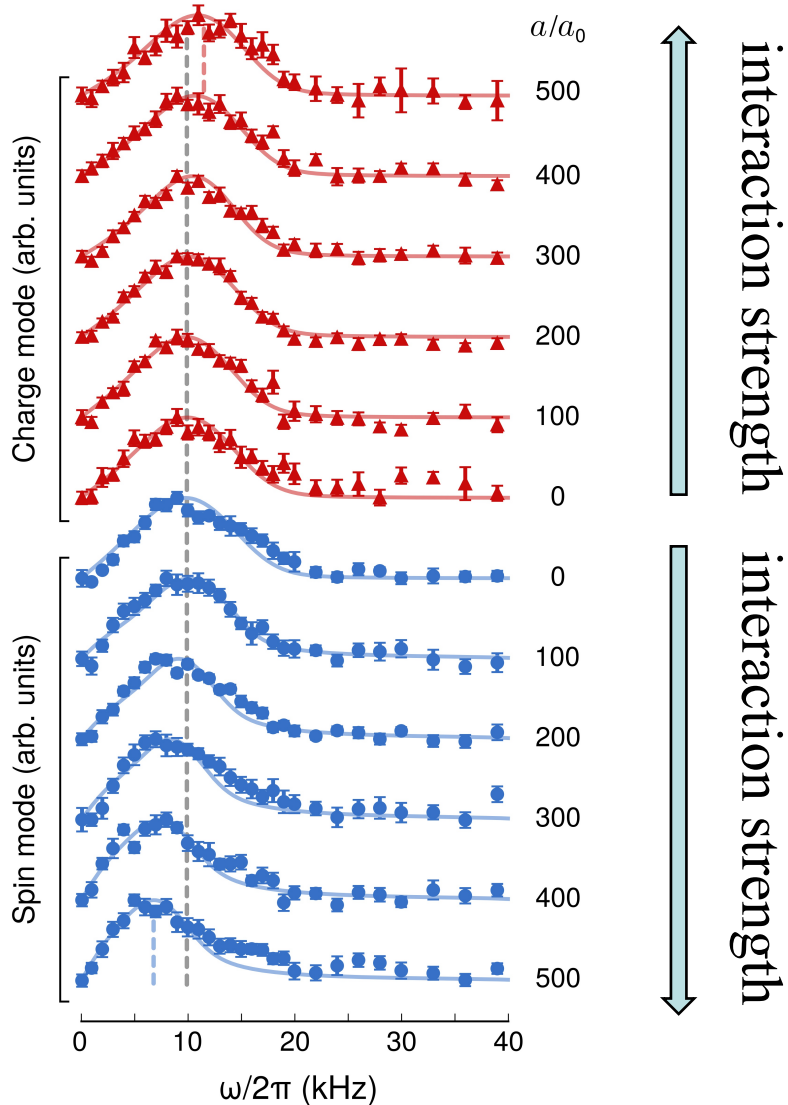 a/a₀
500
400
300
200
100
0
0
100
200
300
400
500
Charge mode (arb. units)
Spin mode (arb. units)
interaction strength
interaction strength
0 10 20 30 40
ω/2π (kHz)